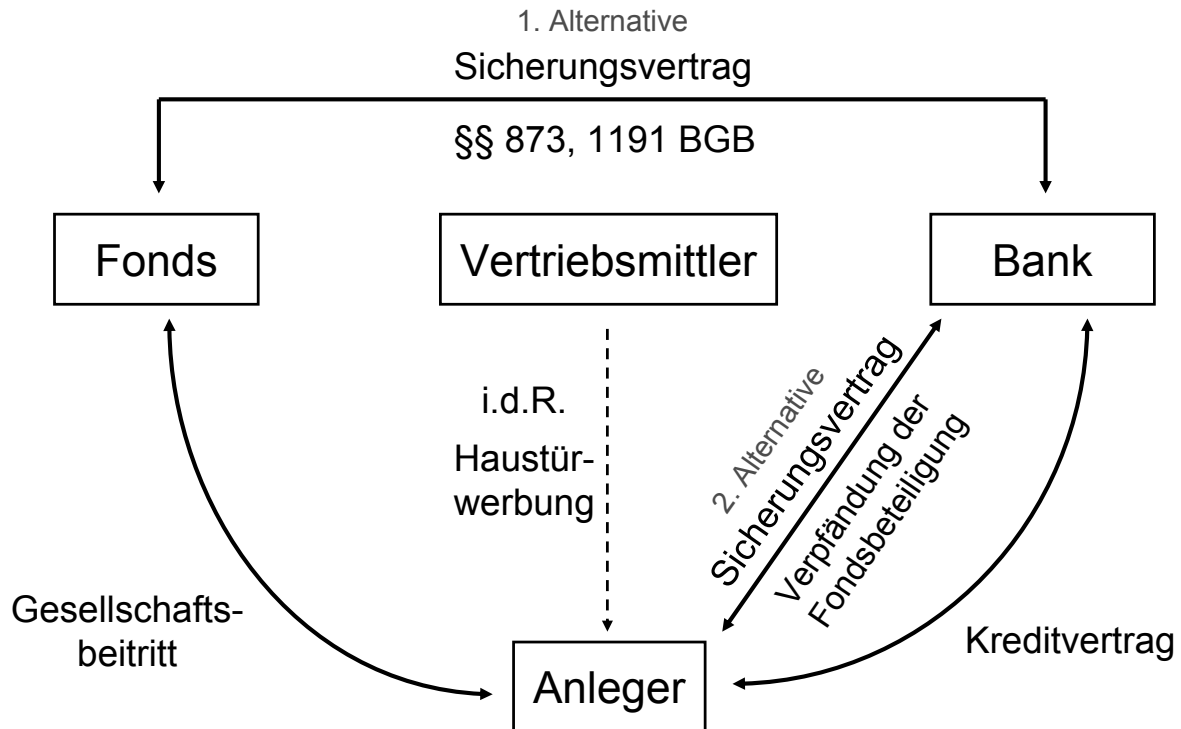 1. Alternative
Sicherungsvertrag
§§ 873, 1191 BGB
Fonds
Vertriebsmittler
Bank
i.d.R.
Haustür-
werbung
2. Alternative
Sicherungsvertrag
Verpfändung der
Fondsbeteiligung
Gesellschafts-
beitritt
Kreditvertrag
Anleger